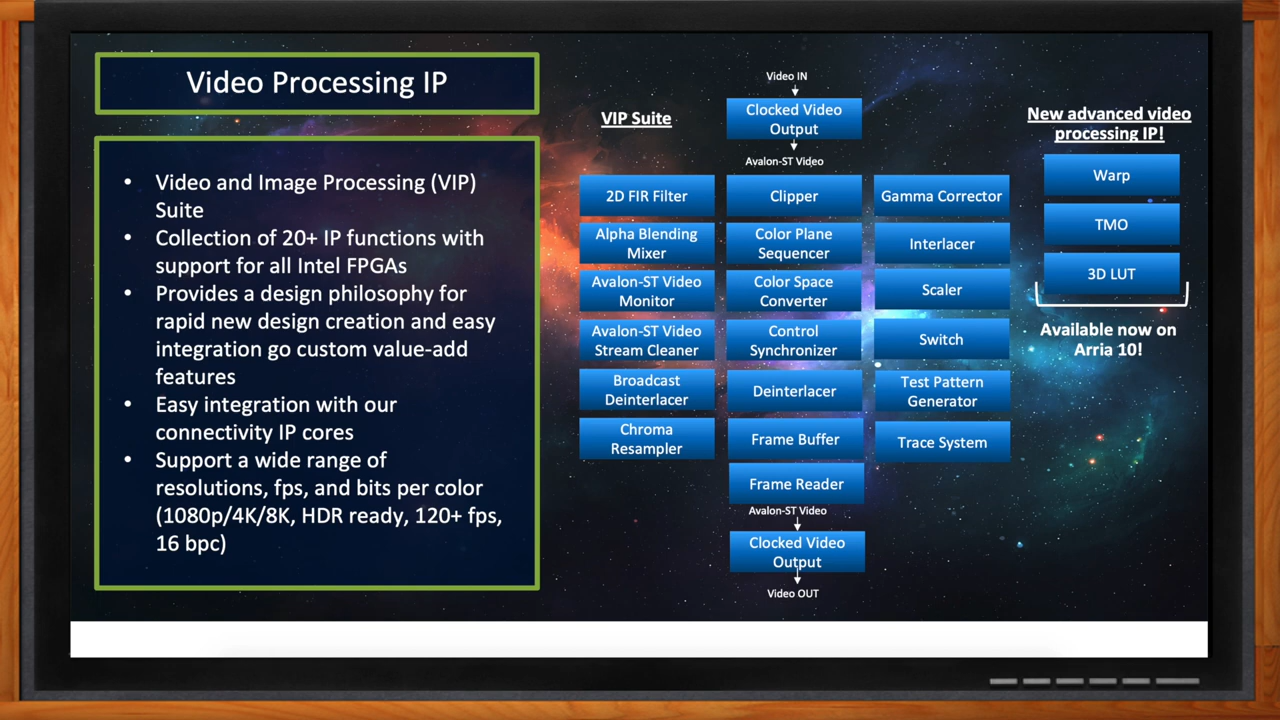 Video Processing IP
• Video and Image Processing (VIP)
Suite
• Collection of 20+ IP functions with
support for all Intel FPGAs
• Provides a design philosophy for
rapid new design creation and easy
integration go custom value-add
features
• Easy integration with our
connectivity IP cores
• Support a wide range of
resolutions, fps, and bits per color
(1080p/4K/8K, HDR ready, 120+ fps,
16 bpc)
VIP Suite
Video IN
Clocked Video
Output
Avalon-ST Video
2D FIR Filter
Alpha Blending
Mixer
Avalon-ST Video
Monitor
Avalon-ST Video
Stream Cleaner
Broadcast
Deinterlacer
Chroma
Resampler
Clipper
Color Plane
Sequencer
Color Space
Converter
Control
Synchronizer
Deinterlacer
Frame Buffer
Frame Reader
Avalon-ST Video
Clocked Video
Output
Video OUT
Gamma Corrector
Interlacer
Scaler
Switch
Test Pattern
Generator
Trace System
New advanced video
processing IP!
Warp
TMO
3D LUT
Available now on
Arria 10!